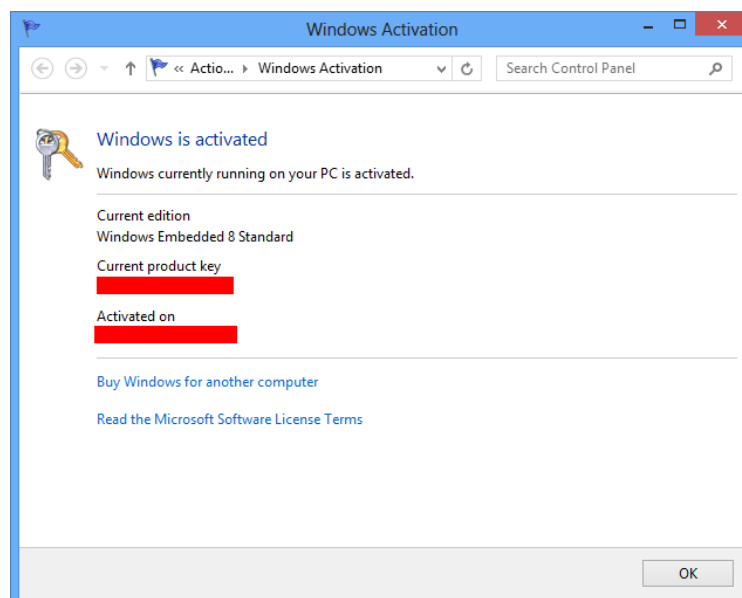 Windows Activation
« Actio... Windows Activation Search Control Panel
Windows is activated
Windows currently running on your PC is activated.
Current edition
Windows Embedded 8 Standard
Current product key
Activated on
Buy Windows for another computer
Read the Microsoft Software License Terms
OK